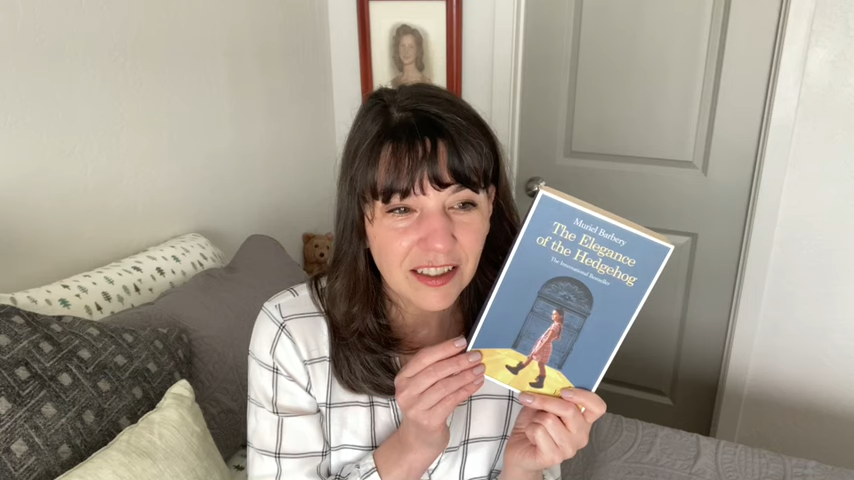 Muriel Barbery
The Elegance
of the Hedgehog
The International Bestseller